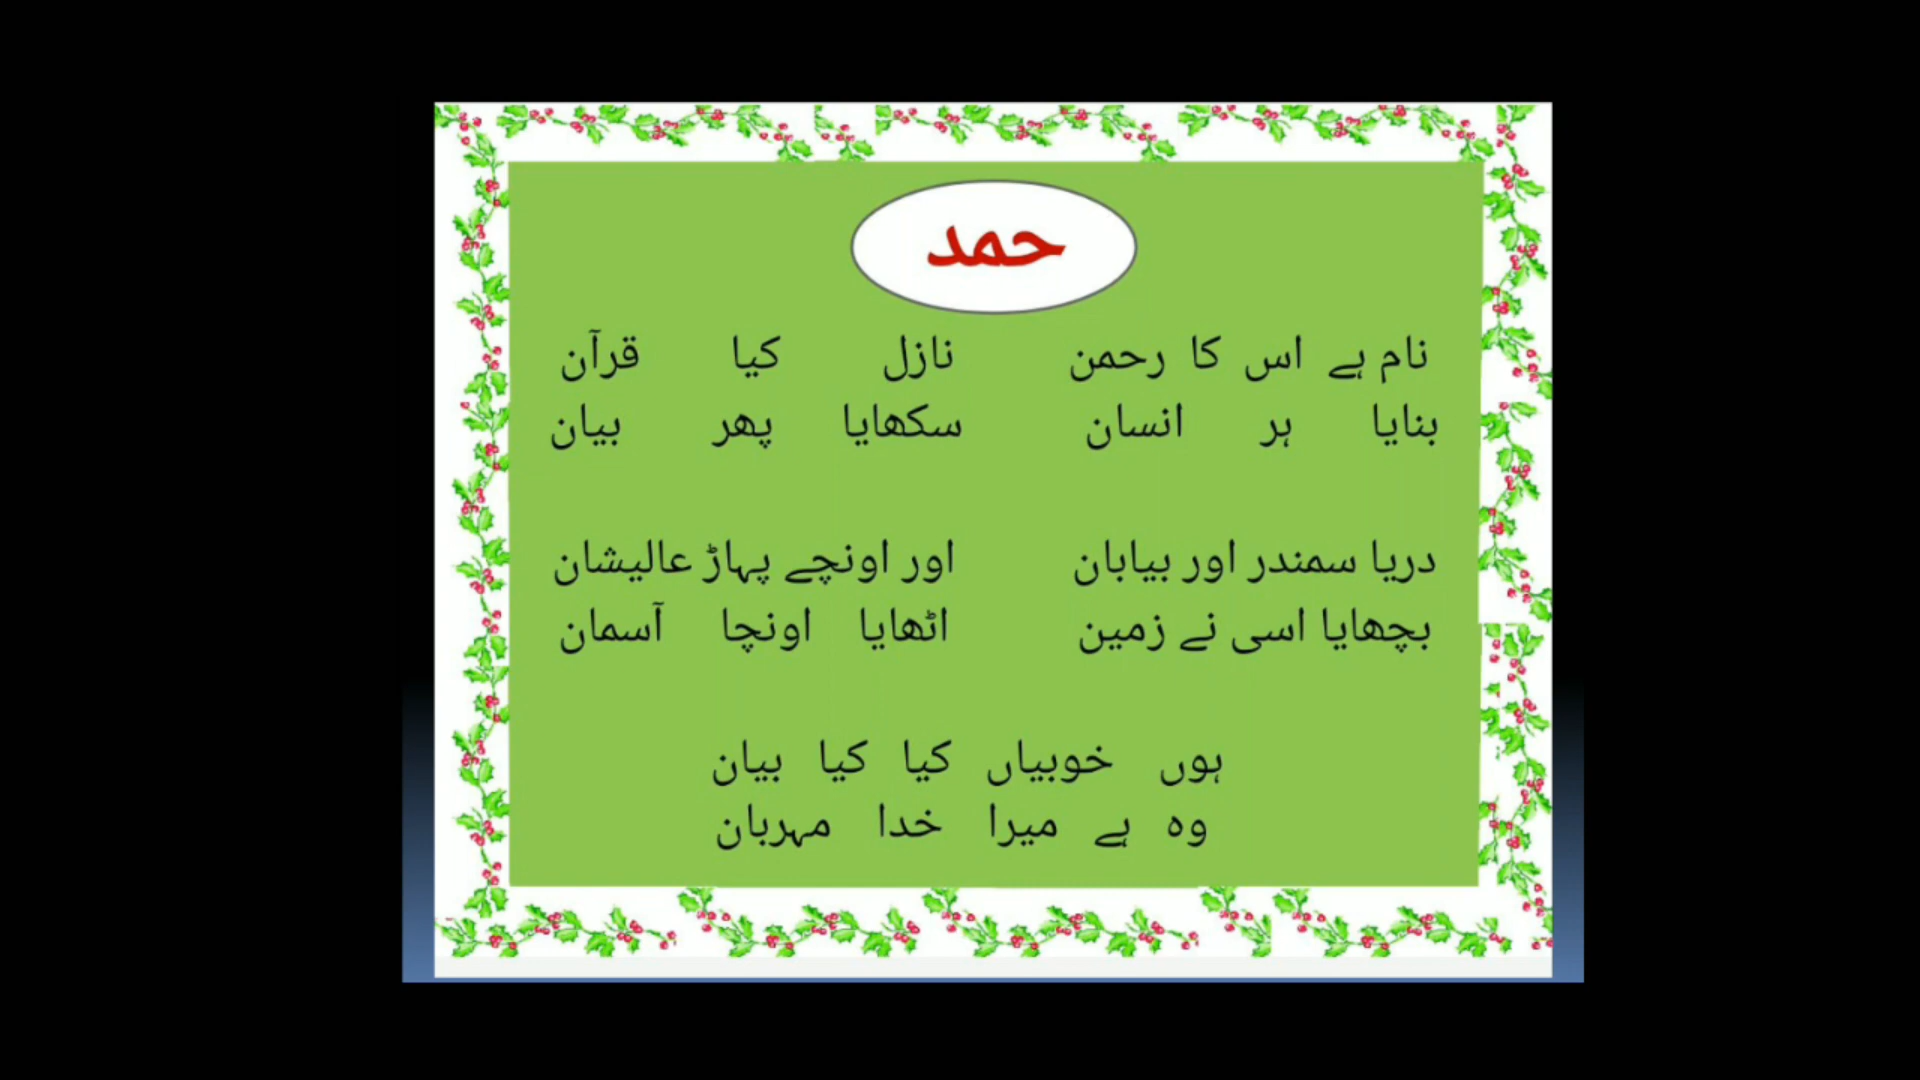 حمد
نام ہے اس کا رحمن نازل کیا قرآن
بنایا ہر انسان سکھایا پھر بیان
دریا سمندر اور بیابان اور اونچے پہاڑ عالیشان
بچھایا اسی نے زمین اٹھایا اونچا آسمان
ہوں خوبیاں کیا کیا بیان
وہ ہے میرا خدا مہربان